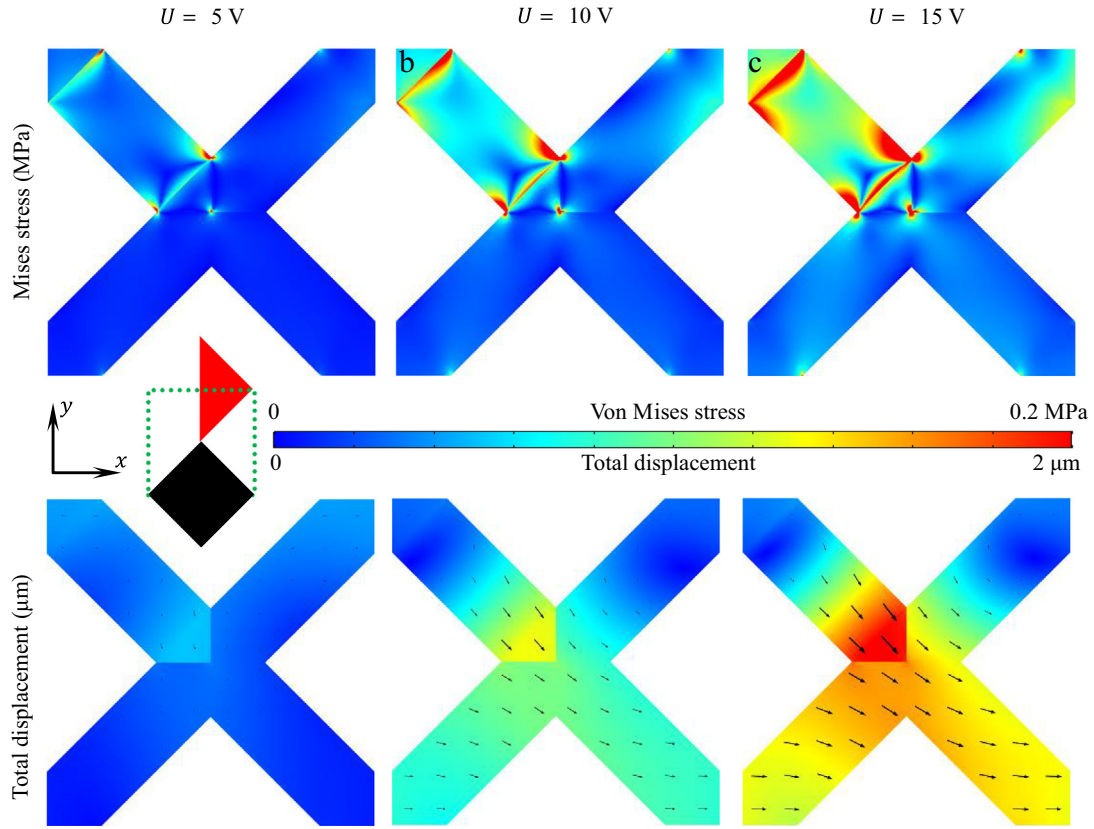 U = 5 V
U = 10 V
U = 15 V
b
c
Mises stress (MPa)
y
x
0
Von Mises stress
0.2 MPa
0
Total displacement
2 μm
Total displacement (μm)